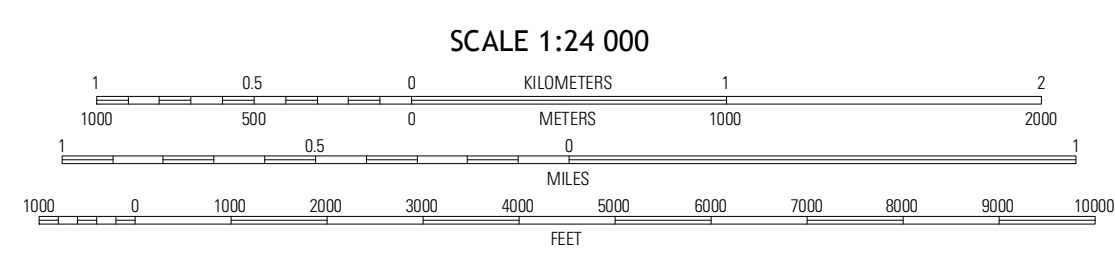 SCALE 1:24 000
1 0.5 0 KILOMETERS 1 2
1000 500 0 METERS 1000 2000
1 0.5 0 1
MILES
1000 0 1000 2000 3000 4000 5000 6000 7000 8000 9000 10000
FEET